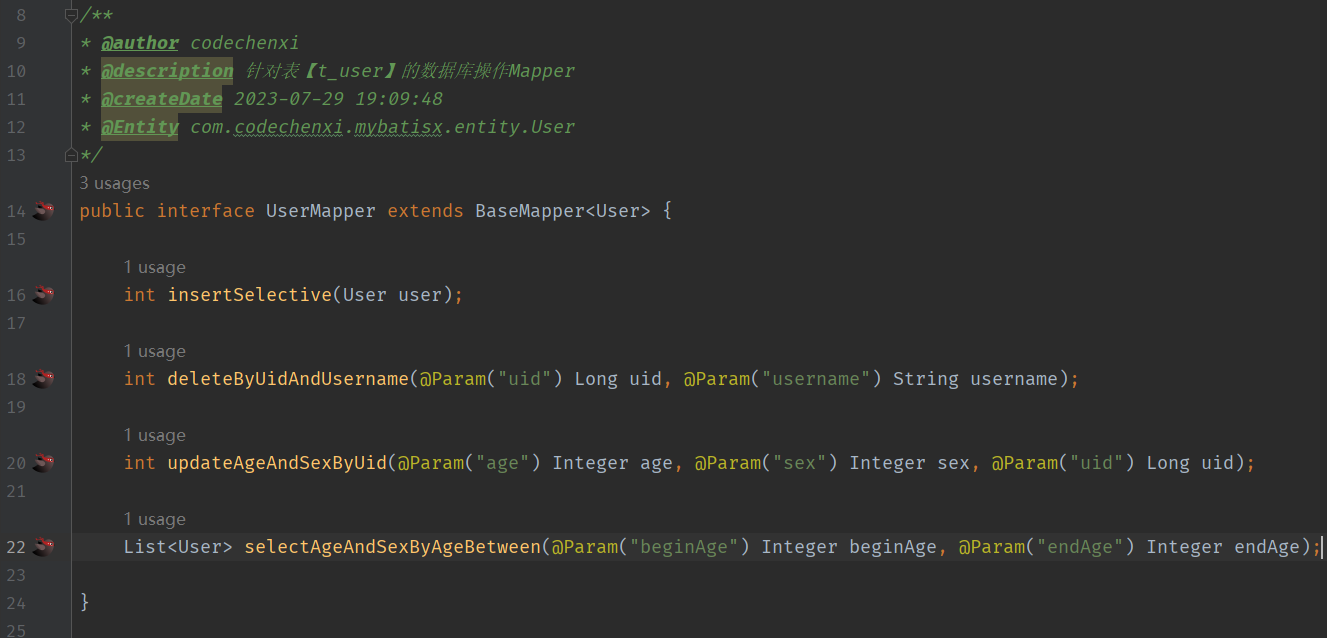 8 /**
9 * @author codechenxi
10 * @description 针对表【t_user】的数据库操作Mapper
11 * @createDate 2023-07-29 19:09:48
12 * @Entity com.codechenxi.mybatisx.entity.User
13 */
3 usages
14 public interface UserMapper extends BaseMapper<User> {
15
1 usage
16 int insertSelective(User user);
17
1 usage
18 int deleteByUidAndUsername(@Param("uid") Long uid, @Param("username") String username);
19
1 usage
20 int updateAgeAndSexByUid(@Param("age") Integer age, @Param("sex") Integer sex, @Param("uid") Long uid);
21
1 usage
22 List<User> selectAgeAndSexByAgeBetween(@Param("beginAge") Integer beginAge, @Param("endAge") Integer endAge);
23
24 }
25